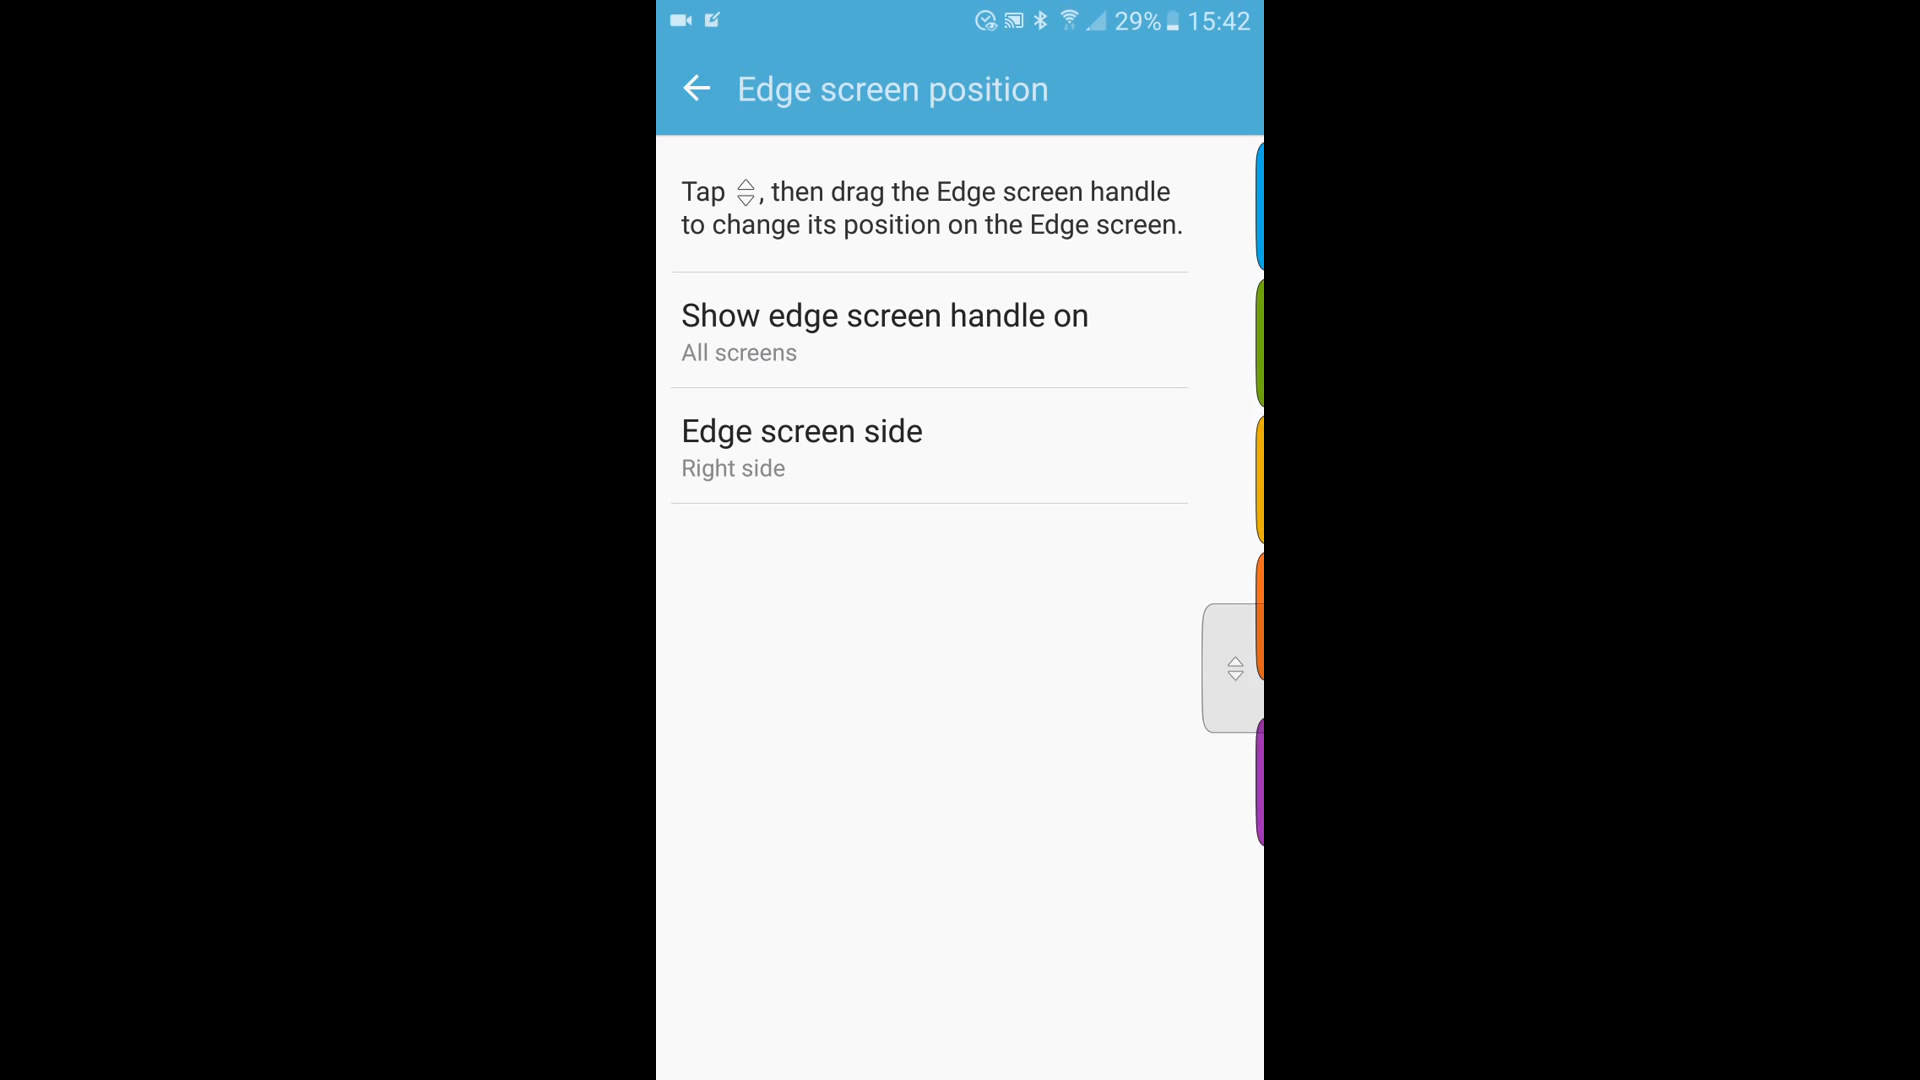 29% 15:42
Edge screen position
Tap , then drag the Edge screen handle
to change its position on the Edge screen.
Show edge screen handle on
All screens
Edge screen side
Right side